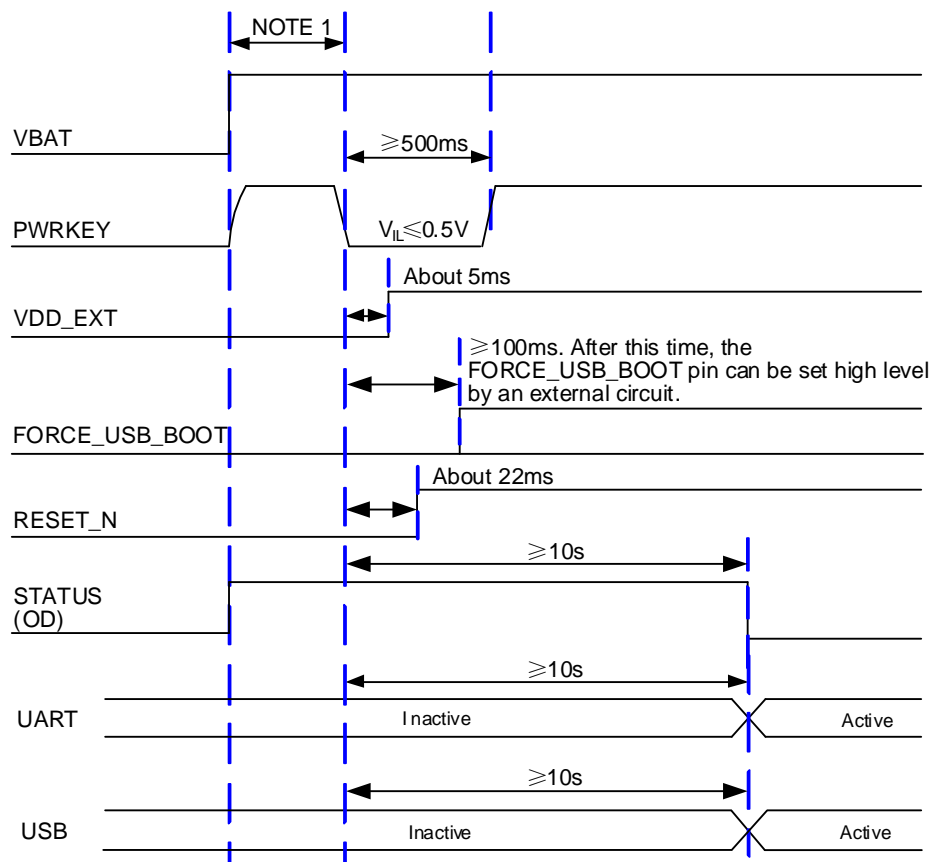 NOTE 1
VBAT
≥500ms
PWRKEY
VIL≤0.5V
About 5ms
VDD_EXT
≥100ms. After this time, the
FORCE_USB_BOOT pin can be set high level
by an external circuit.
FORCE_USB_BOOT
About 22ms
RESET_N
≥10s
STATUS
(OD)
≥10s
UART
Inactive
Active
≥10s
USB
Inactive
Active